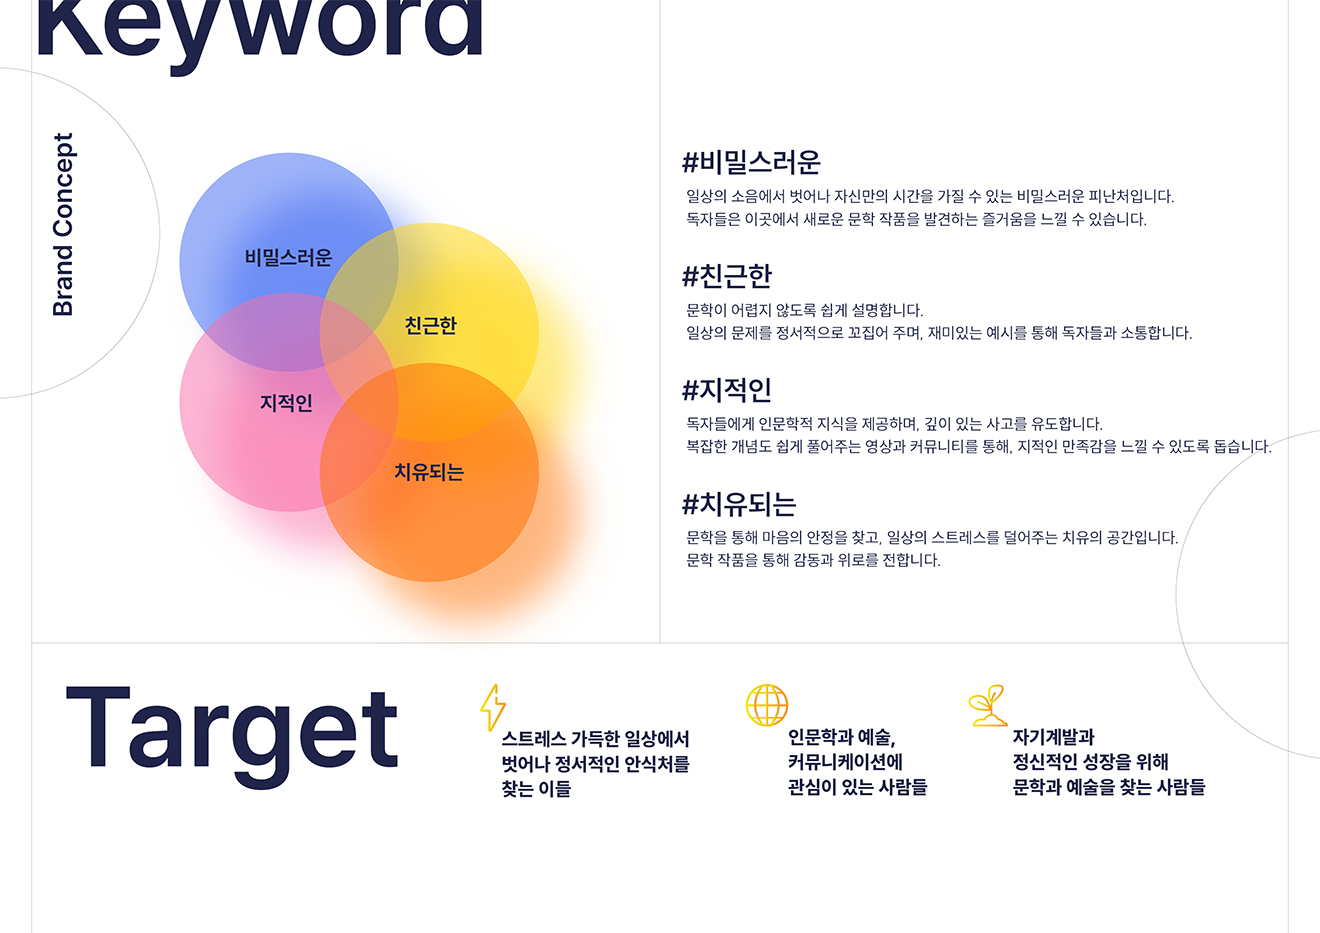 Keyword
Brand Concept
비밀스러운
친근한
지적인
치유되는
#비밀스러운
일상의 소음에서 벗어나 자신만의 시간을 가질 수 있는 비밀스러운 피난처입니다.
독자들은 이곳에서 새로운 문학 작품을 발견하는 즐거움을 느낄 수 있습니다.
#친근한
문학이 어렵지 않도록 쉽게 설명합니다.
일상의 문제를 정서적으로 꼬집어 주며, 재미있는 예시를 통해 독자들과 소통합니다.
#지적인
독자들에게 인문학적 지식을 제공하며, 깊이 있는 사고를 유도합니다.
복잡한 개념도 쉽게 풀어주는 영상과 커뮤니티를 통해, 지적인 만족감을 느낄 수 있도록 돕습니다.
#치유되는
문학을 통해 마음의 안정을 찾고, 일상의 스트레스를 덜어주는 치유의 공간입니다.
문학 작품을 통해 감동과 위로를 전합니다.
Target
스트레스 가득한 일상에서
벗어나 정서적인 안식처를
찾는 이들
인문학과 예술,
커뮤니케이션에
관심이 있는 사람들
자기계발과
정신적인 성장을 위해
문학과 예술을 찾는 사람들